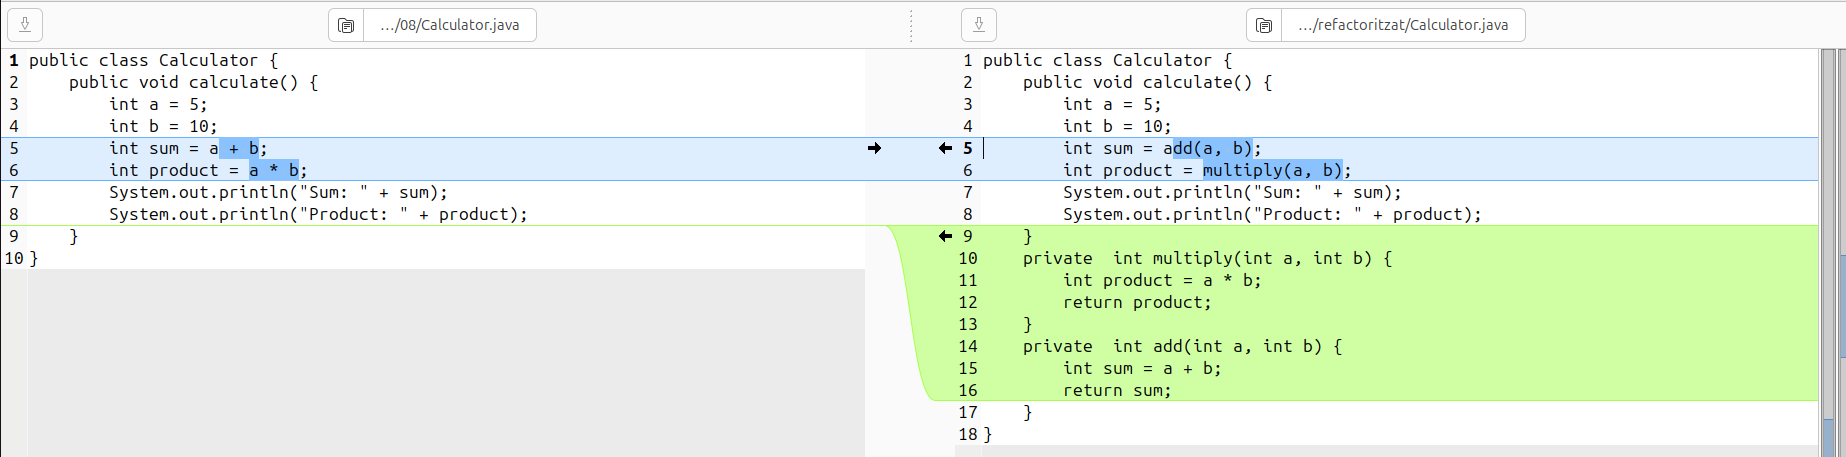 .../08/Calculator.java
1 public class Calculator {
2     public void calculate() {
3         int a = 5;
4         int b = 10;
5         int sum = a + b;
6         int product = a * b;
7         System.out.println("Sum: " + sum);
8         System.out.println("Product: " + product);
9     }
10 }
.../refactoritzat/Calculator.java
1 public class Calculator {
2     public void calculate() {
3         int a = 5;
4         int b = 10;
5         int sum = add(a, b);
6         int product = multiply(a, b);
7         System.out.println("Sum: " + sum);
8         System.out.println("Product: " + product);
9     }
10     private  int multiply(int a, int b) {
11         int product = a * b;
12         return product;
13     }
14     private  int add(int a, int b) {
15         int sum = a + b;
16         return sum;
17     }
18 }